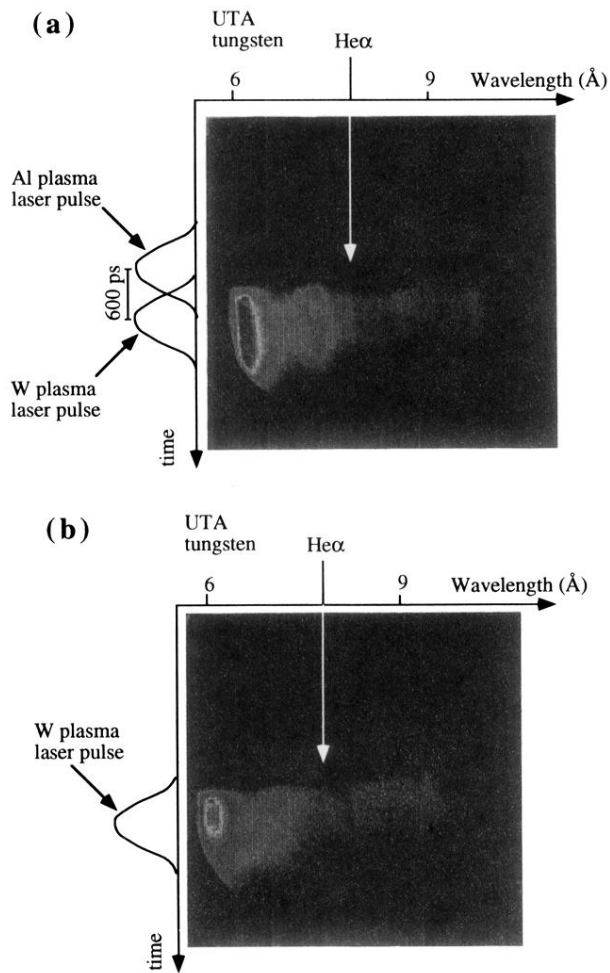 (a)
UTA
tungsten
Heα
6
9
Wavelength (Å)
Al plasma
laser pulse
600 ps
W plasma
laser pulse
time
(b)
UTA
tungsten
Heα
6
9
Wavelength (Å)
W plasma
laser pulse
time